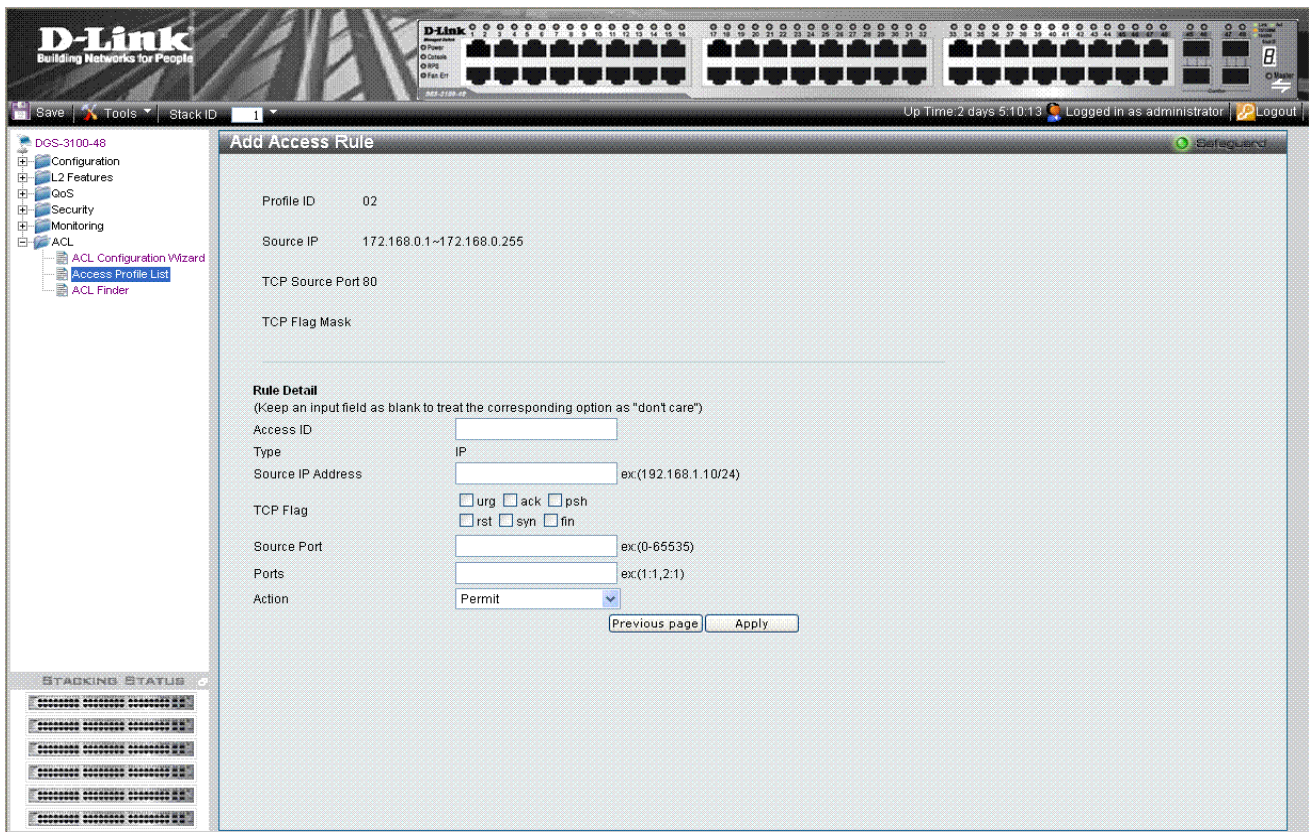 D-Link
Building Networks for People
D-Link
Power
Console
RPS
Fan Err
Save Tools Stack ID 1
Up Time:2 days 5:10:13 Logged in as administrator Logout
DGS-3100-48
Configuration
L2 Features
QoS
Security
Monitoring
ACL
ACL Configuration Wizard
Access Profile List
ACL Finder
STACKING STATUS
Add Access Rule
Safeguard
Profile ID 02
Source IP 172.168.0.1~172.168.0.255
TCP Source Port 80
TCP Flag Mask
Rule Detail
(Keep an input field as blank to treat the corresponding option as "don't care")
Access ID
Type IP
Source IP Address ex:(192.168.1.10/24)
TCP Flag urg ack psh
rst syn fin
Source Port ex:(0-65535)
Ports ex:(1:1,2:1)
Action Permit
Previous page Apply